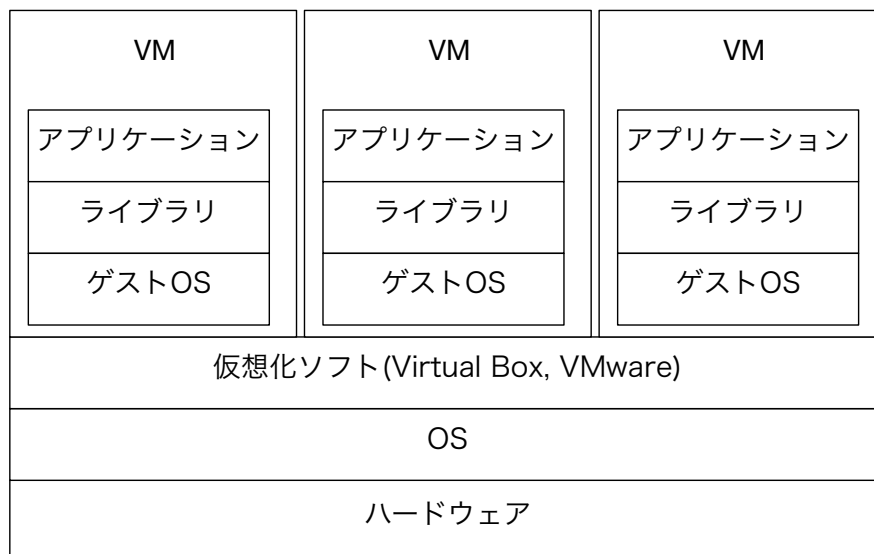 VM
アプリケーション
ライブラリ
ゲストOS
VM
アプリケーション
ライブラリ
ゲストOS
VM
アプリケーション
ライブラリ
ゲストOS
仮想化ソフト(Virtual Box, VMware)
OS
ハードウェア